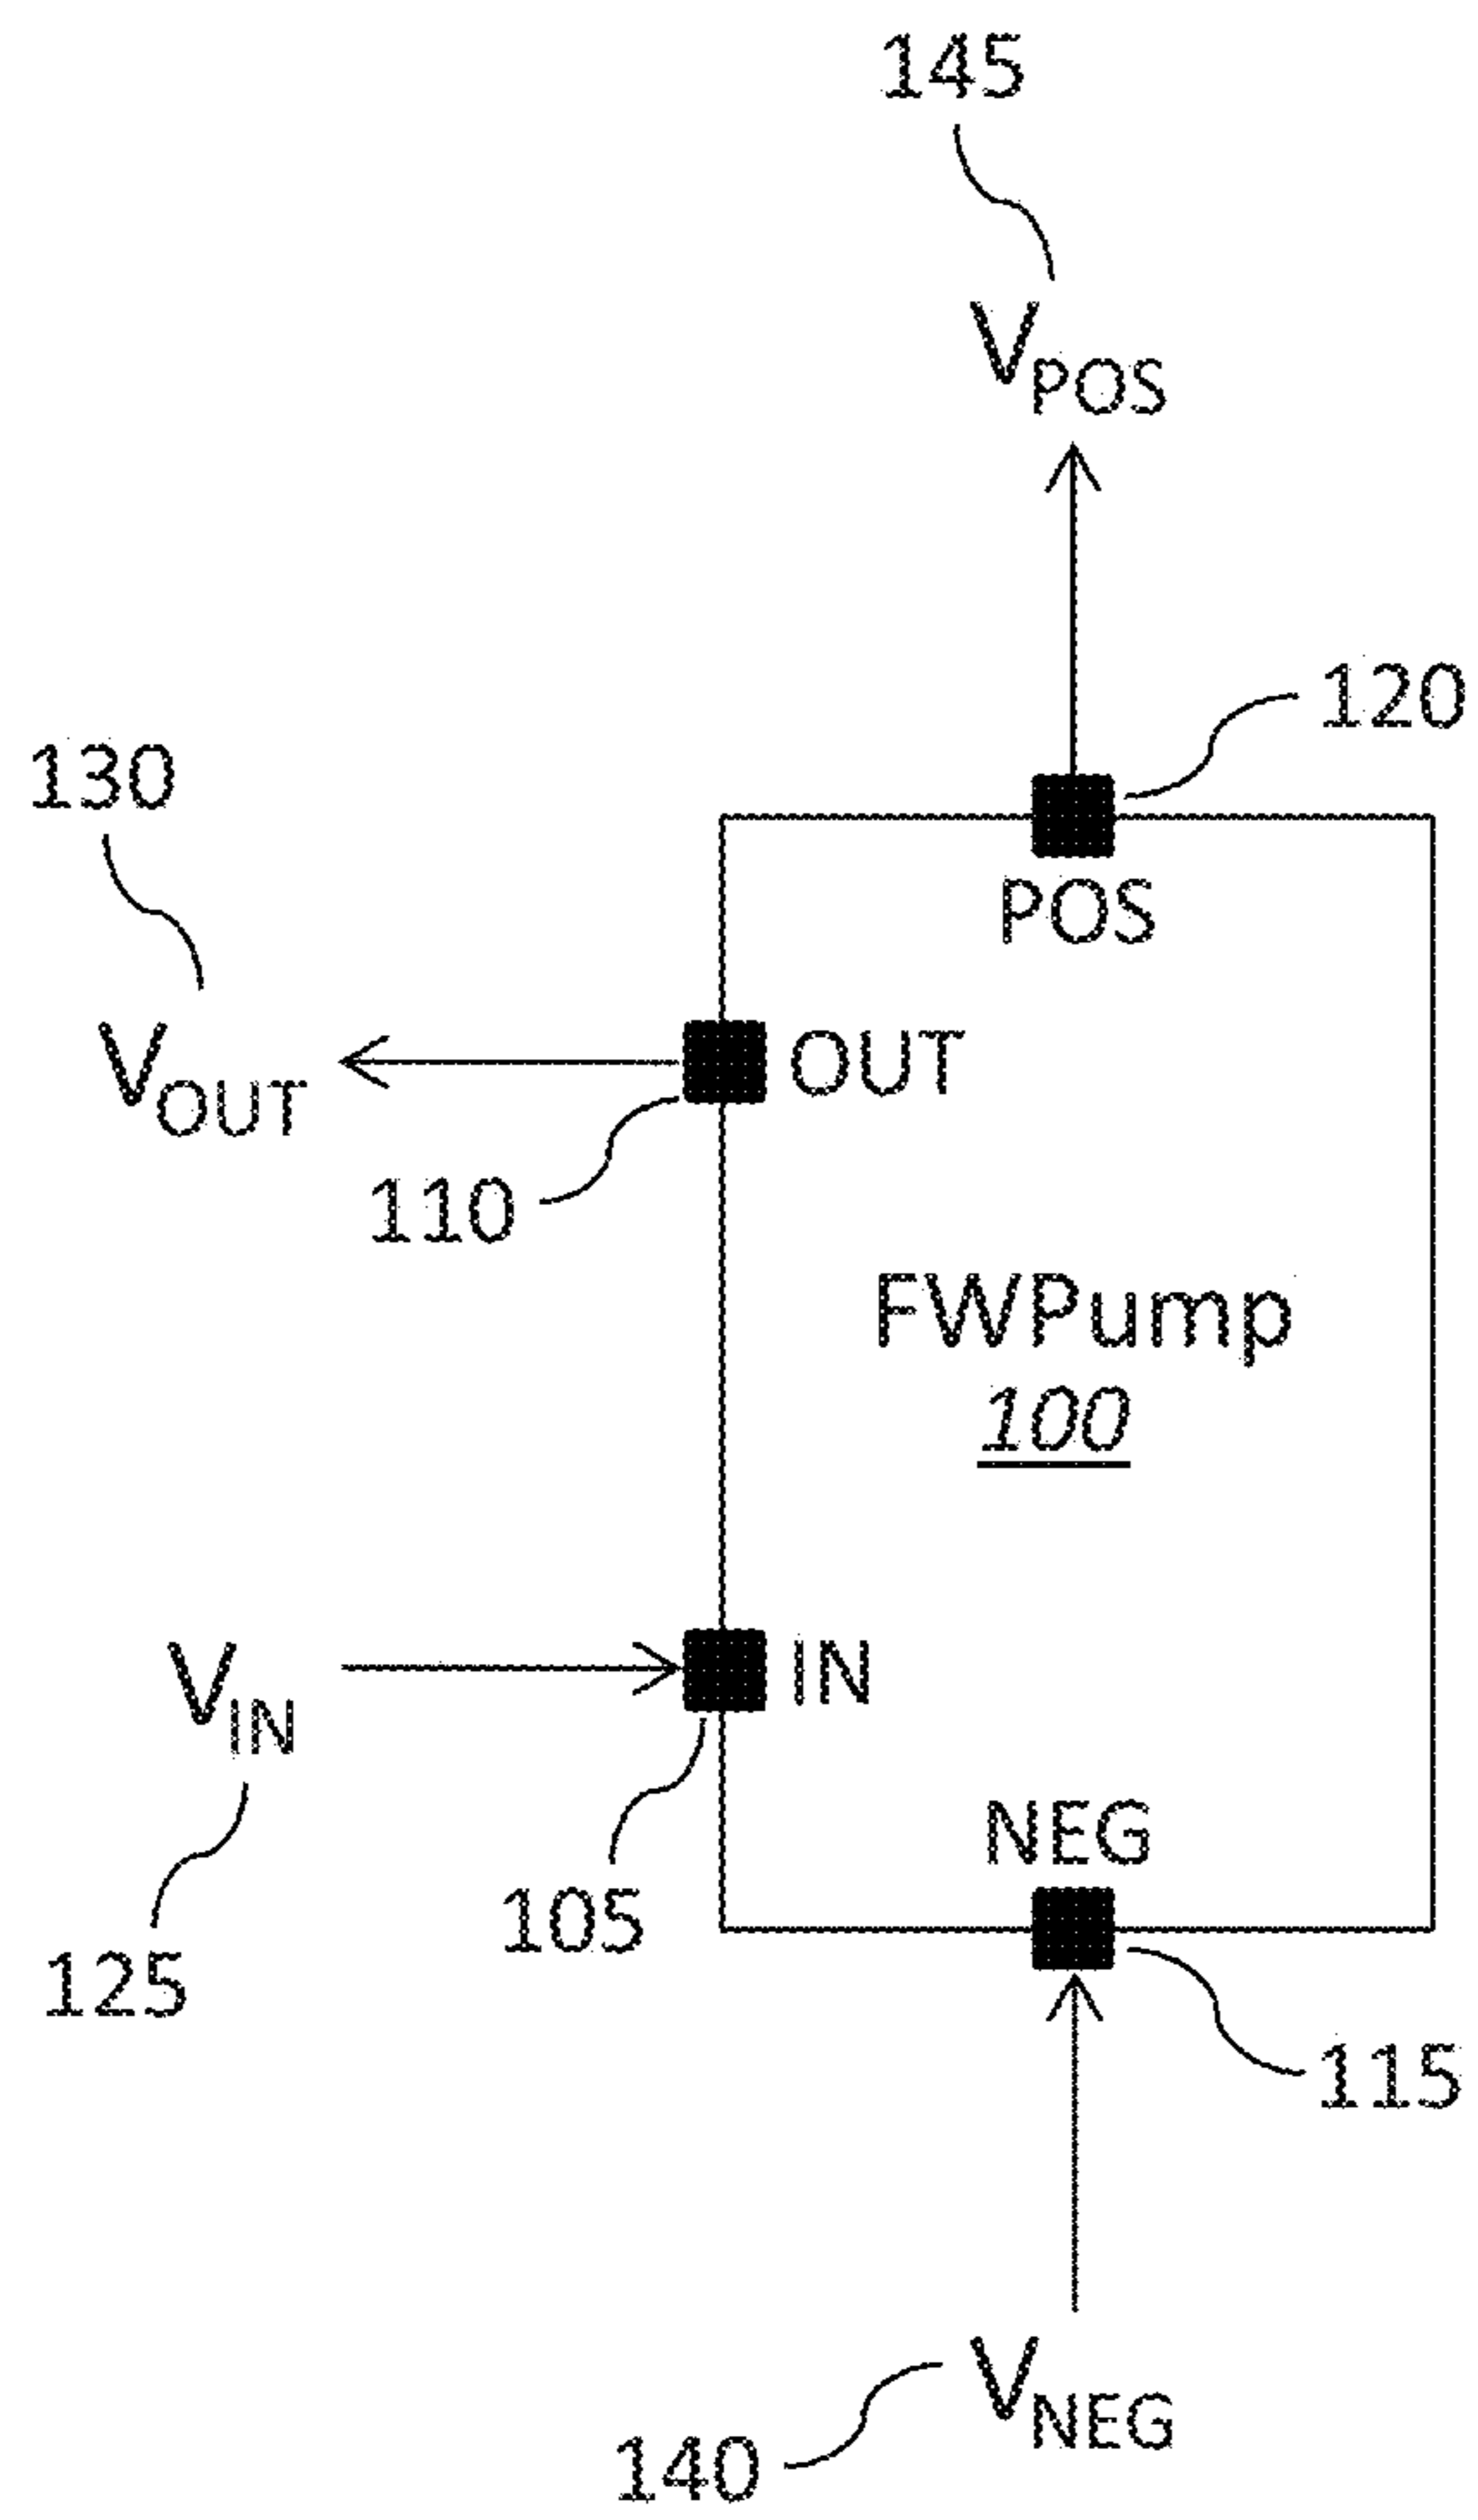 145
VPOS
120
130
POS
VOUT
OUT
110
FWPump
100
VIN
IN
NEG
105
125
115
VNEG
140